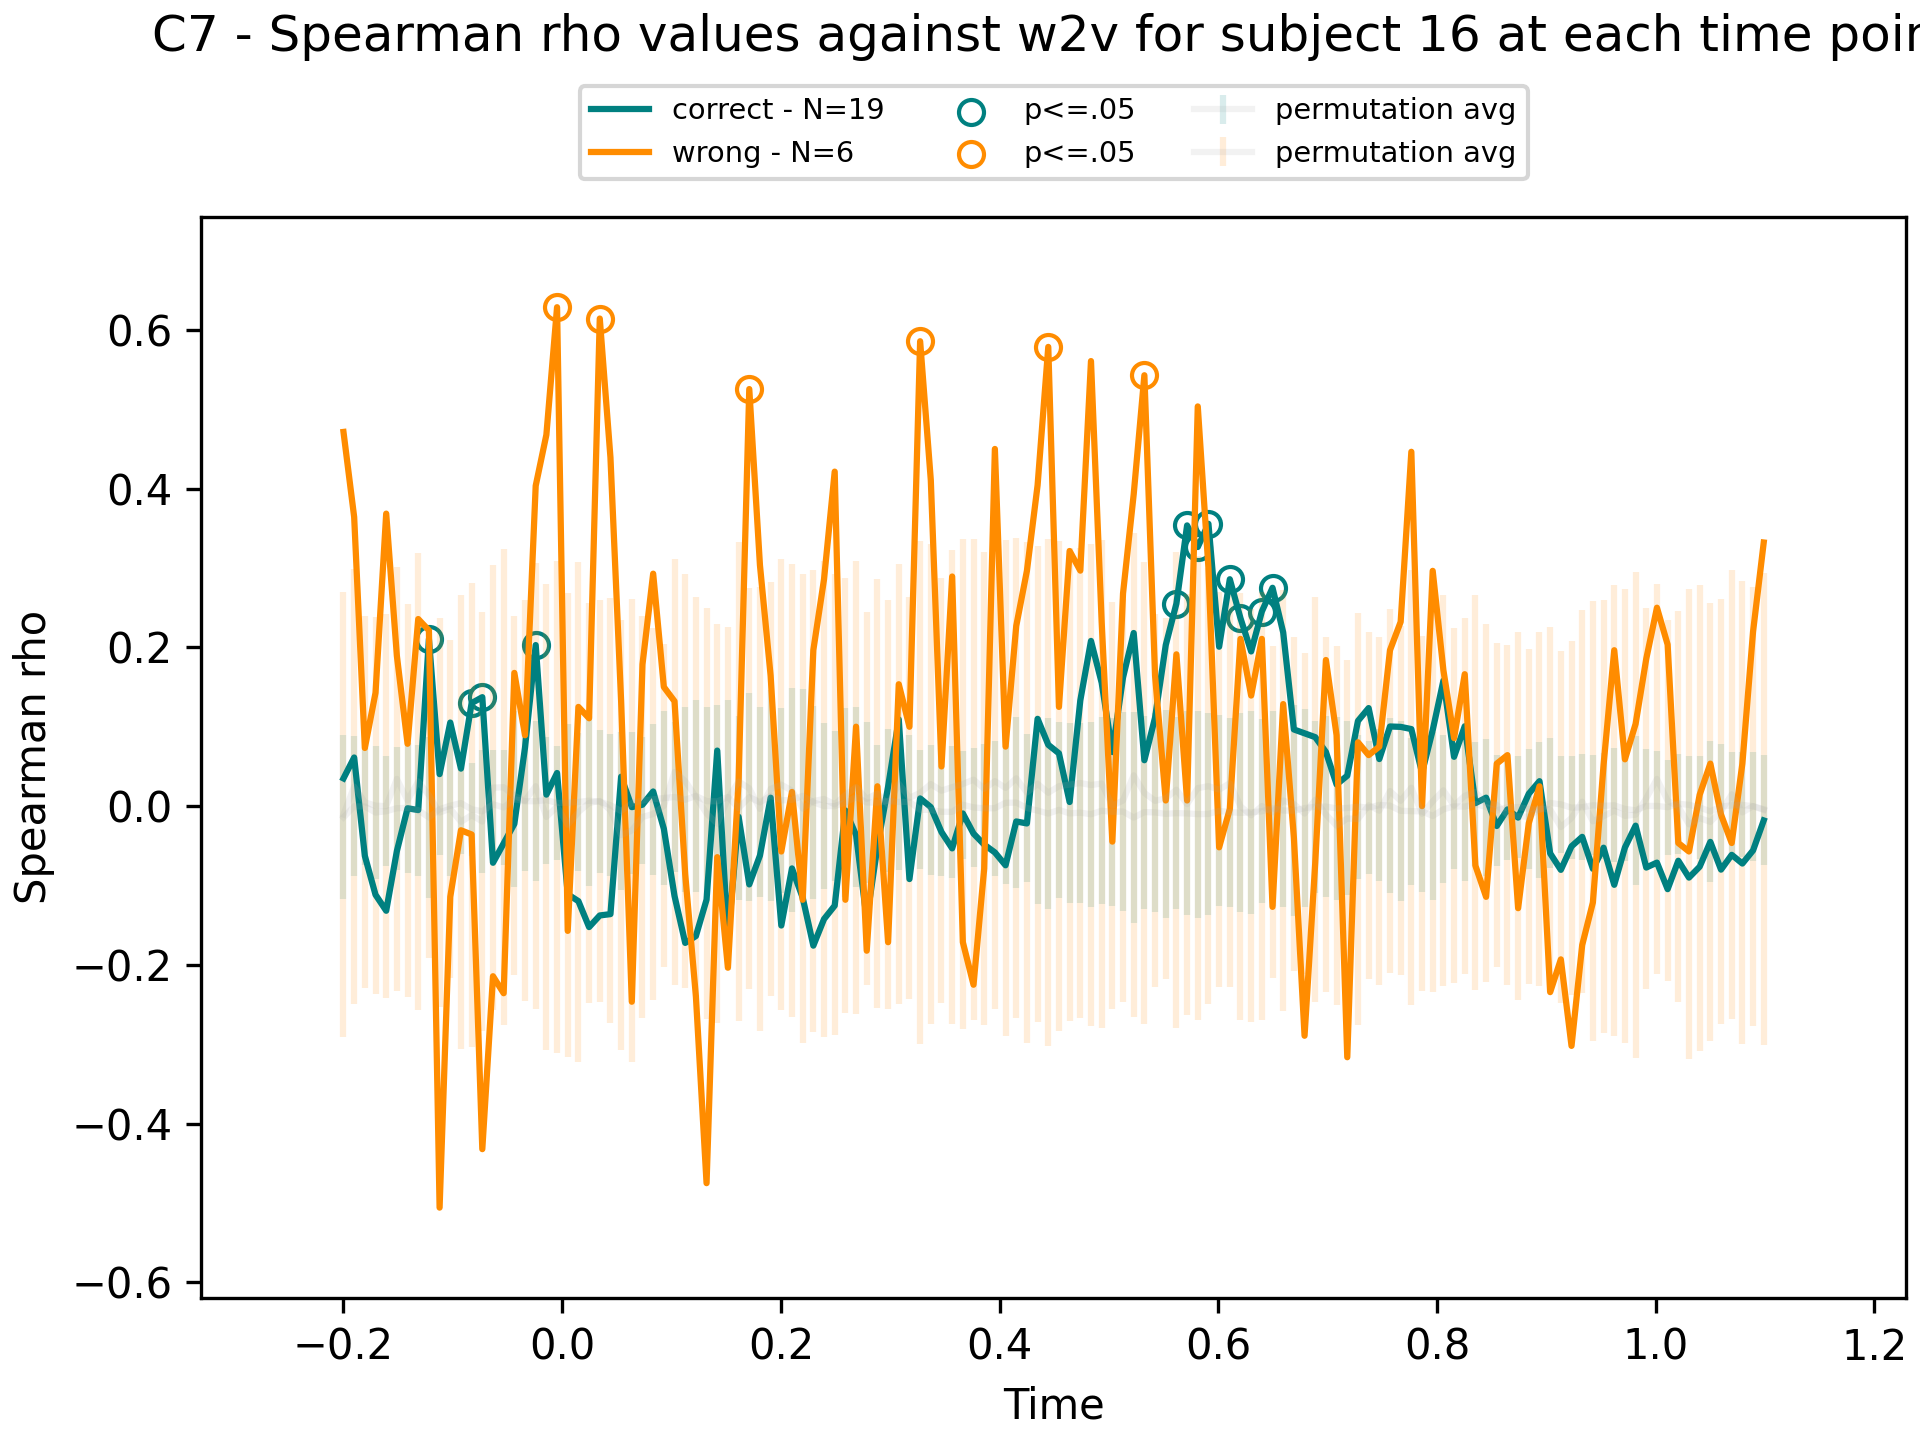 C7 - Spearman rho values against w2v for subject 16 at each time poin
correct - N=19
wrong - N=6
p<=.05
p<=.05
permutation avg
permutation avg
Spearman rho
0.6
0.4
0.2
0.0
−0.2
−0.4
−0.6
−0.2 0.0 0.2 0.4 0.6 0.8 1.0 1.2
Time